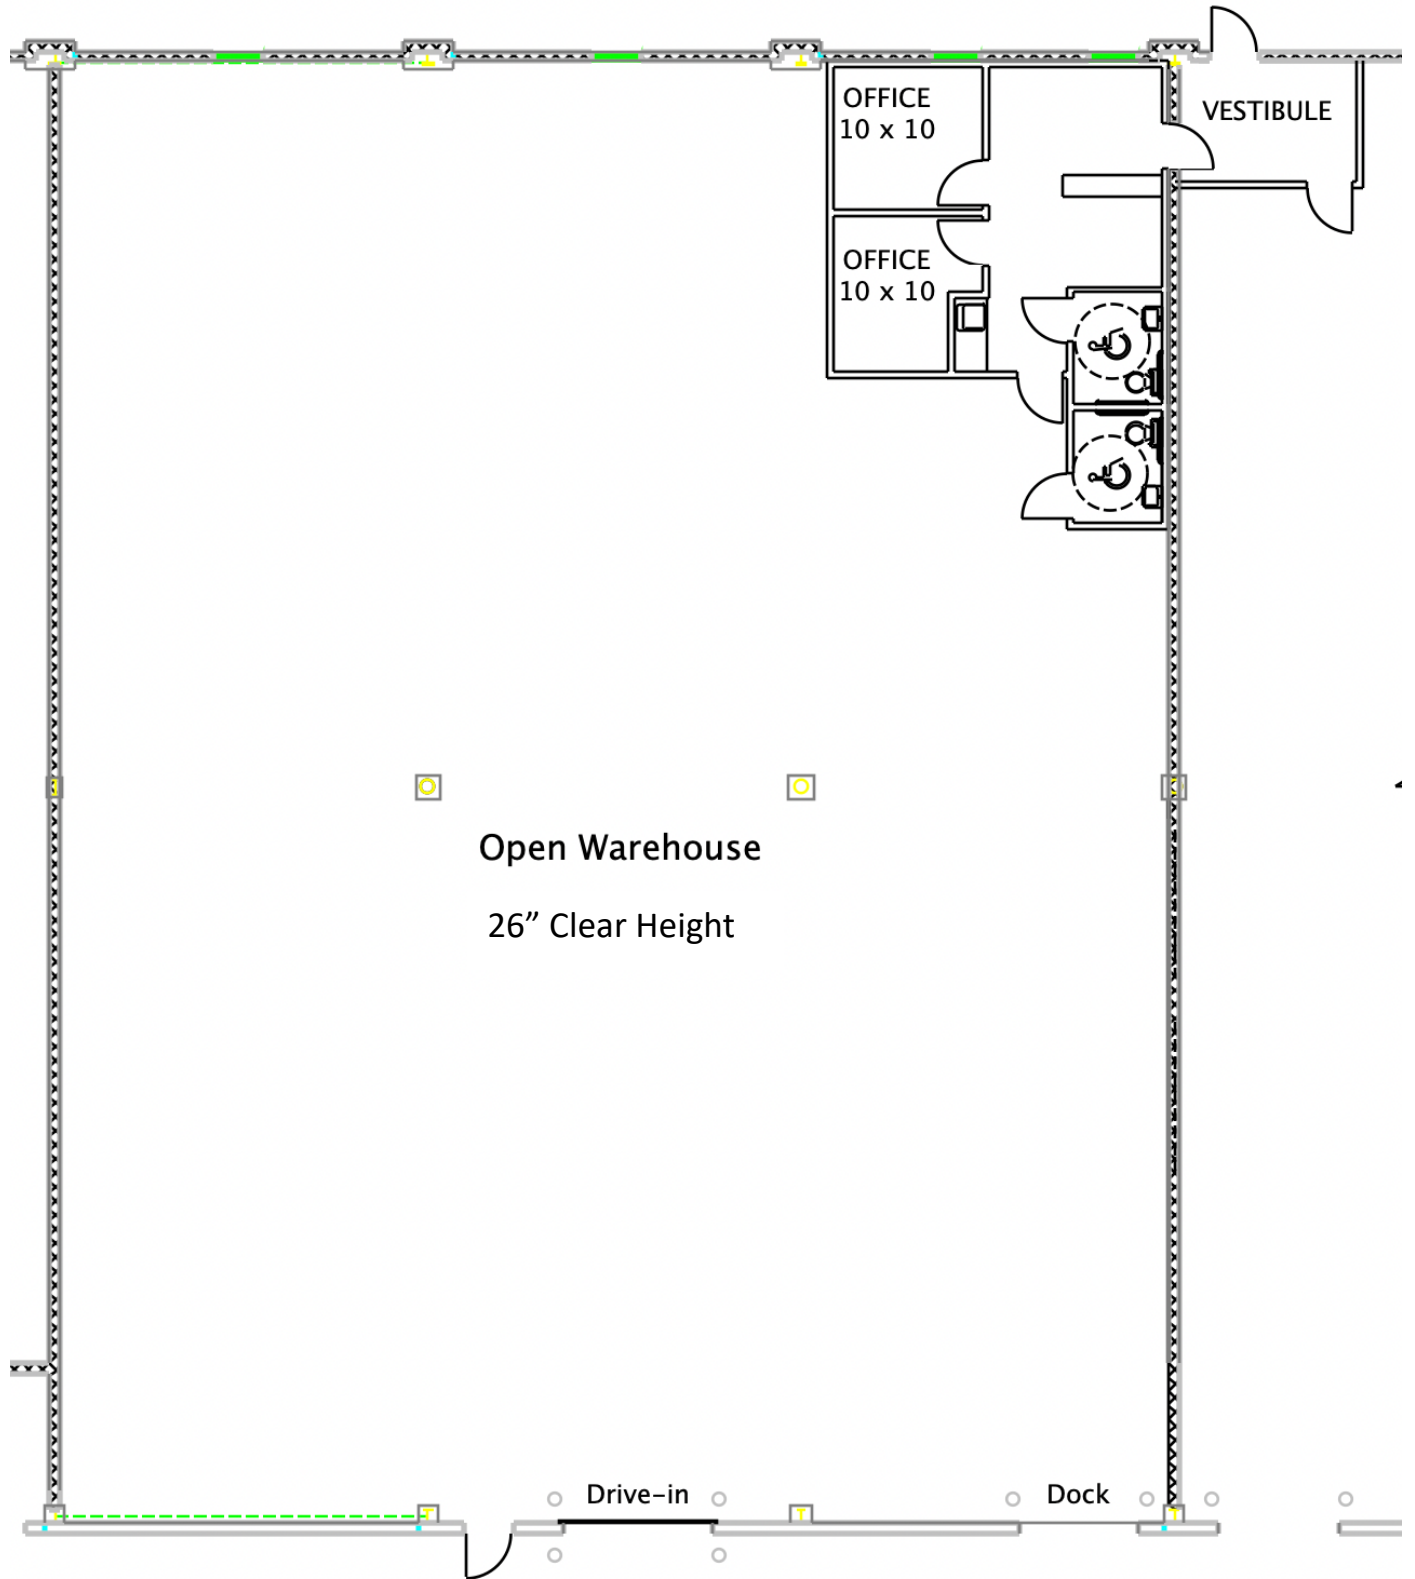 OFFICE
10 x 10
VESTIBULE
OFFICE
10 x 10
Open Warehouse
26” Clear Height
Drive-in
Dock